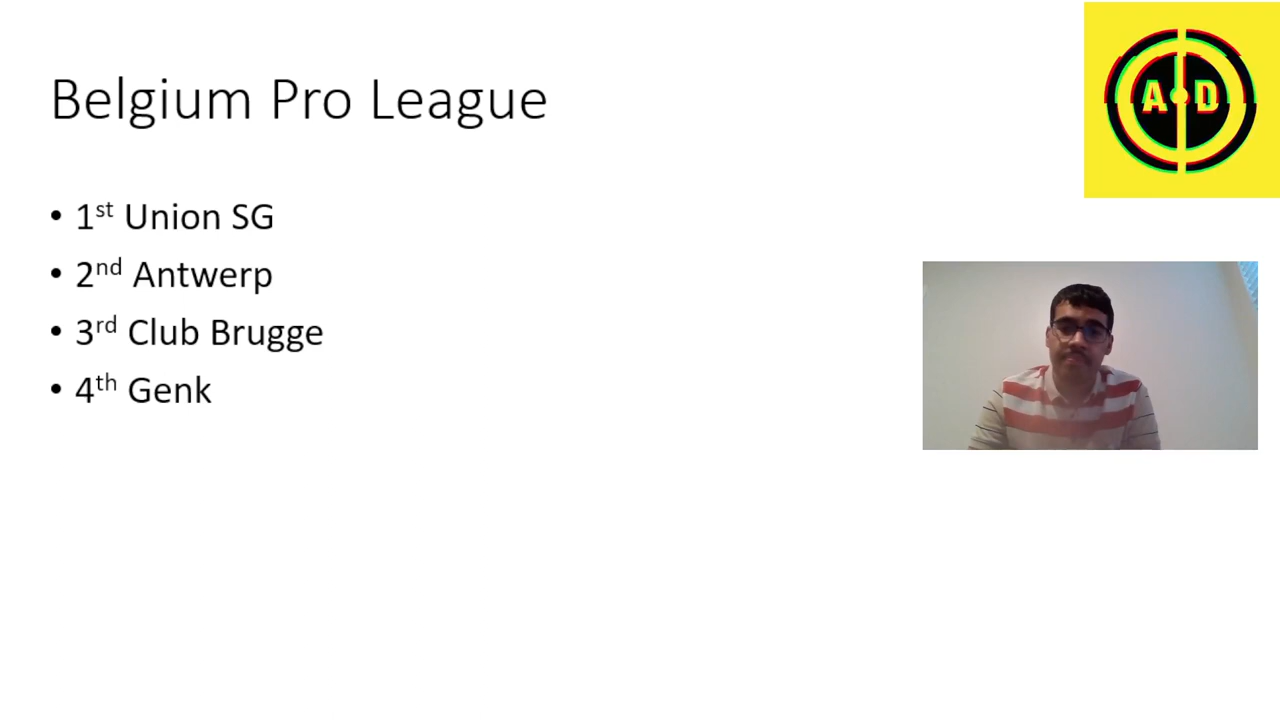 Belgium Pro League
A D
• 1st Union SG
• 2nd Antwerp
• 3rd Club Brugge
• 4th Genk